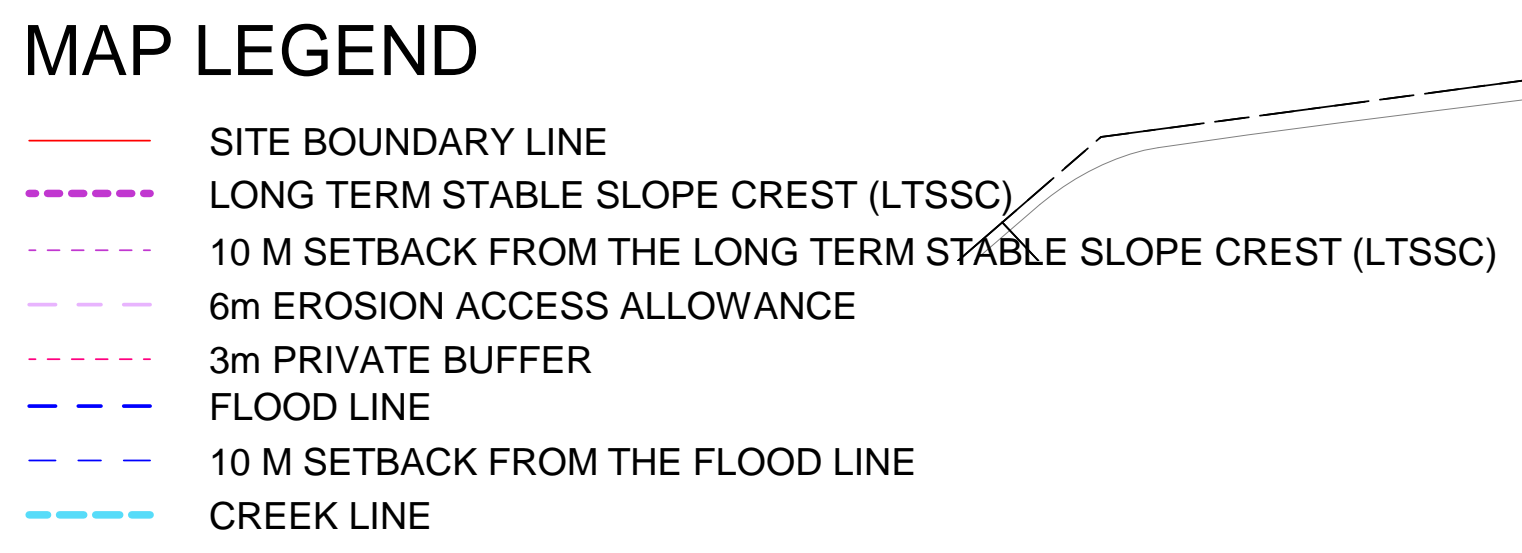 MAP LEGEND
SITE BOUNDARY LINE
LONG TERM STABLE SLOPE CREST (LTSSC)
10 M SETBACK FROM THE LONG TERM STABLE SLOPE CREST (LTSSC)
6m EROSION ACCESS ALLOWANCE
3m PRIVATE BUFFER
FLOOD LINE
10 M SETBACK FROM THE FLOOD LINE
CREEK LINE